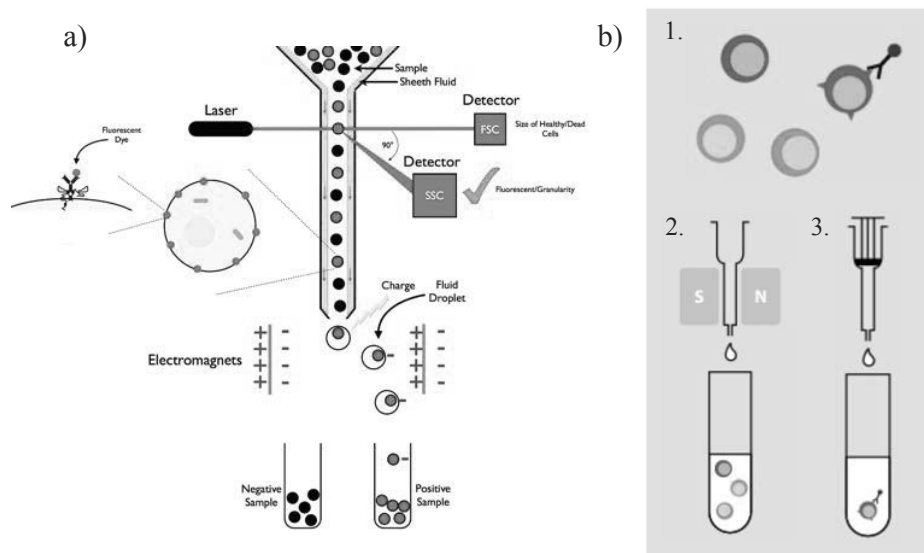 a)
Sample
Sheeth Fluid
Laser
Detector
FSC
Size of Healthy/Dead
Cells
90°
Detector
SSC
Fluorescent/Granularity
Fluorescent
Dye
Charge
Fluid
Droplet
Electromagnets
+ -
+ -
+ -
+ -
+ -
+ -
+ -
+ -
-
-
-
Negative
Sample
Positive
Sample
b)
1.
2.
S
N
3.